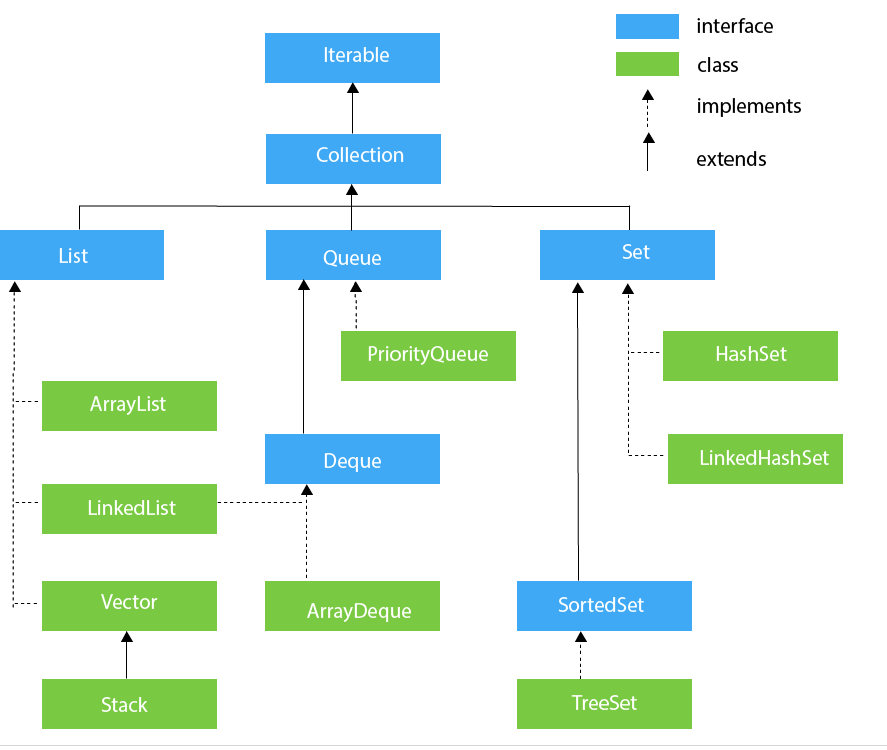 interface
class
implements
extends
Iterable
Collection
List
Queue
Set
PriorityQueue
HashSet
ArrayList
Deque
LinkedHashSet
LinkedList
Vector
ArrayDeque
SortedSet
Stack
TreeSet